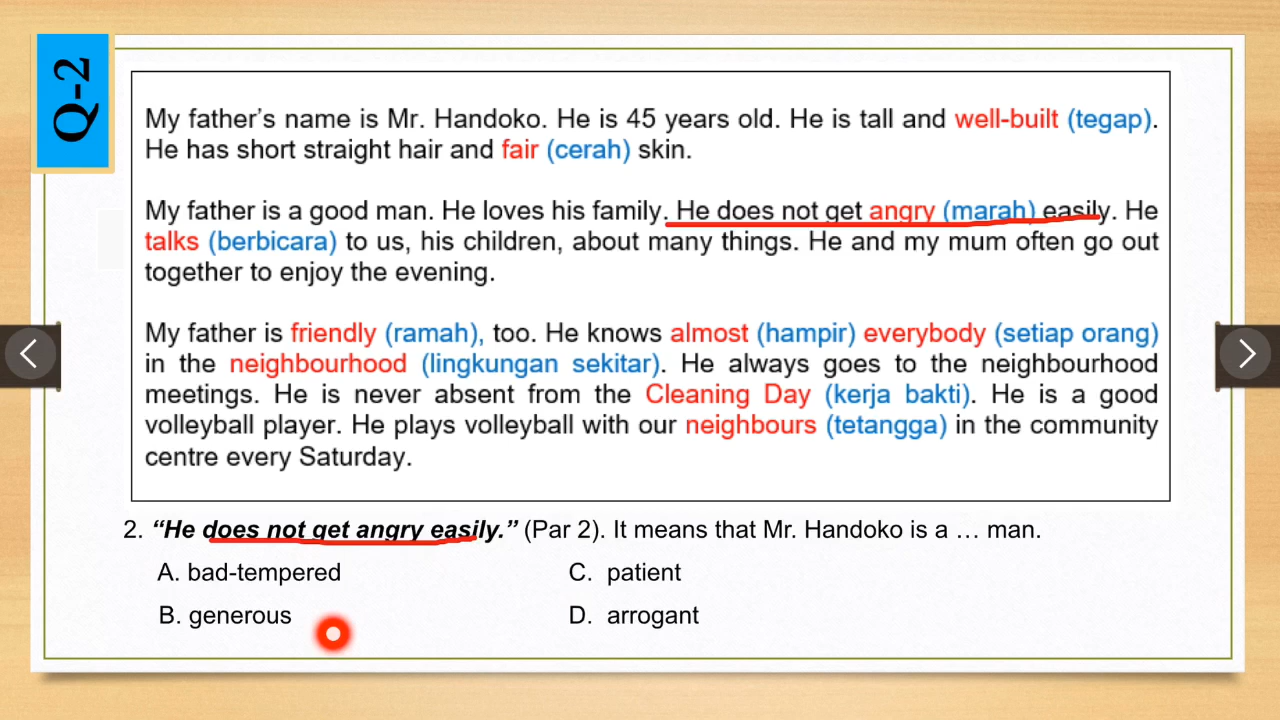 Q-2
My father's name is Mr. Handoko. He is 45 years old. He is tall and well-built (tegap).
He has short straight hair and fair (cerah) skin.
My father is a good man. He loves his family. He does not get angry (marah) easily. He
talks (berbicara) to us, his children, about many things. He and my mum often go out
together to enjoy the evening.
My father is friendly (ramah), too. He knows almost (hampir) everybody (setiap orang)
in the neighbourhood (lingkungan sekitar). He always goes to the neighbourhood
meetings. He is never absent from the Cleaning Day (kerja bakti). He is a good
volleyball player. He plays volleyball with our neighbours (tetangga) in the community
centre every Saturday.
2. “He does not get angry easily.” (Par 2). It means that Mr. Handoko is a … man.
A. bad-tempered
B. generous
C. patient
D. arrogant